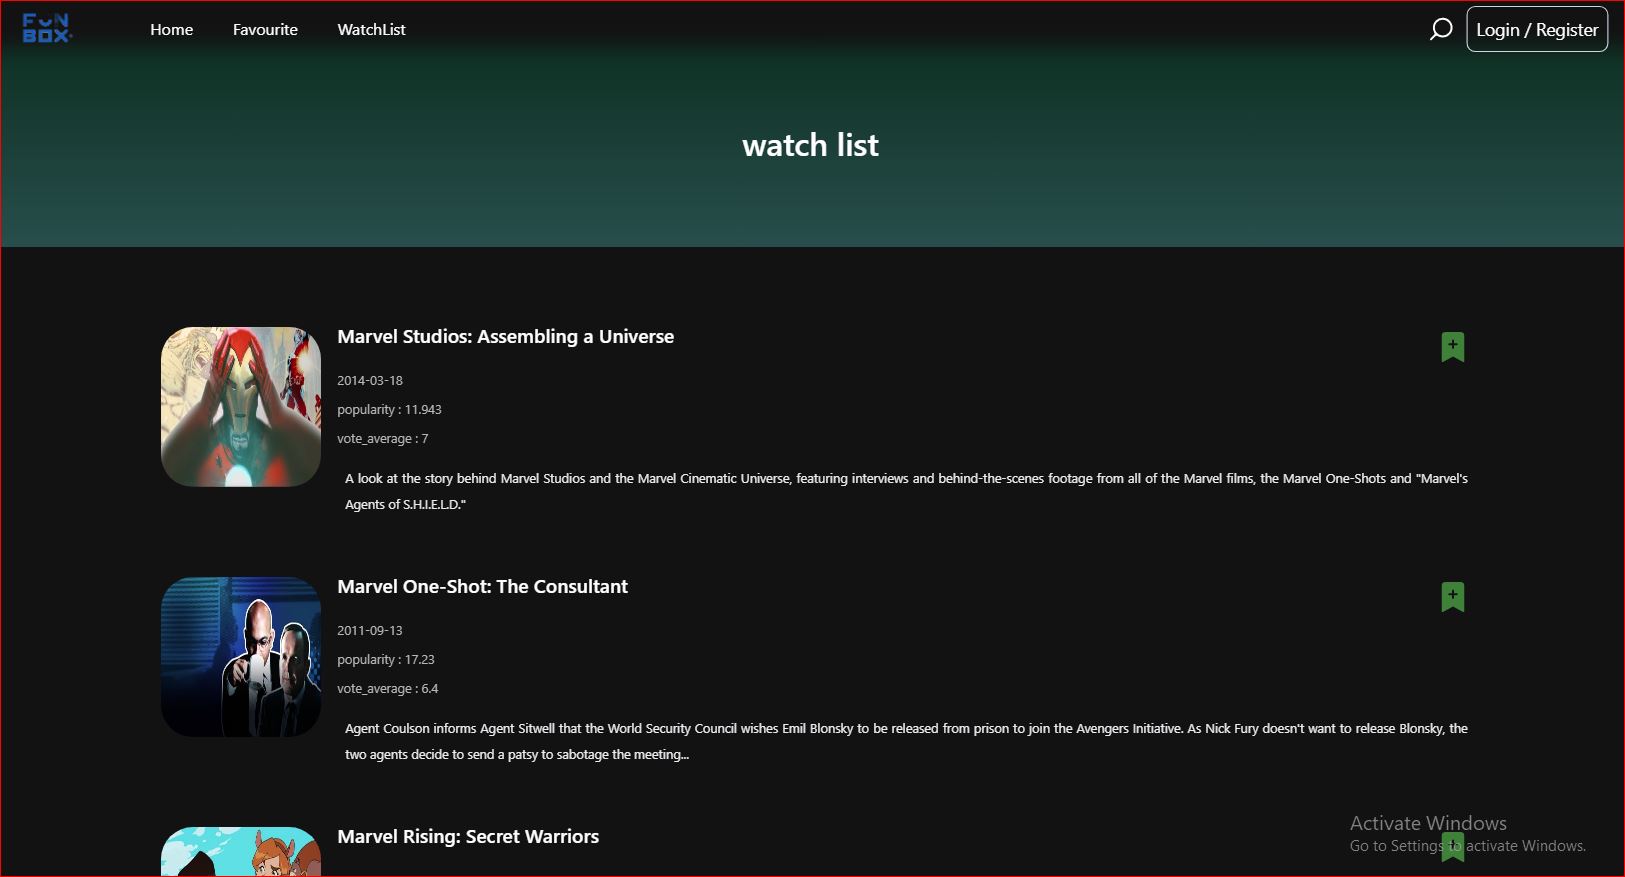 FUN
BOX
Home
Favourite
WatchList
Login / Register
watch list
Marvel Studios: Assembling a Universe
2014-03-18
popularity : 11.943
vote_average : 7
A look at the story behind Marvel Studios and the Marvel Cinematic Universe, featuring interviews and behind-the-scenes footage from all of the Marvel films, the Marvel One-Shots and "Marvel's
Agents of S.H.I.E.L.D."
Marvel One-Shot: The Consultant
2011-09-13
popularity : 17.23
vote_average : 6.4
Agent Coulson informs Agent Sitwell that the World Security Council wishes Emil Blonsky to be released from prison to join the Avengers Initiative. As Nick Fury doesn't want to release Blonsky, the
two agents decide to send a patsy to sabotage the meeting...
Marvel Rising: Secret Warriors
Activate Windows
Go to Settings to activate Windows.